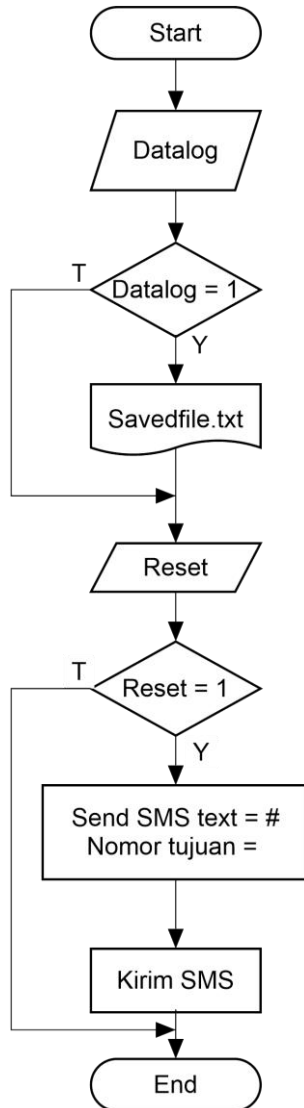 Start
Datalog
Datalog = 1
T
Y
Savedfile.txt
Reset
Reset = 1
T
Y
Send SMS text = #
Nomor tujuan =
Kirim SMS
End